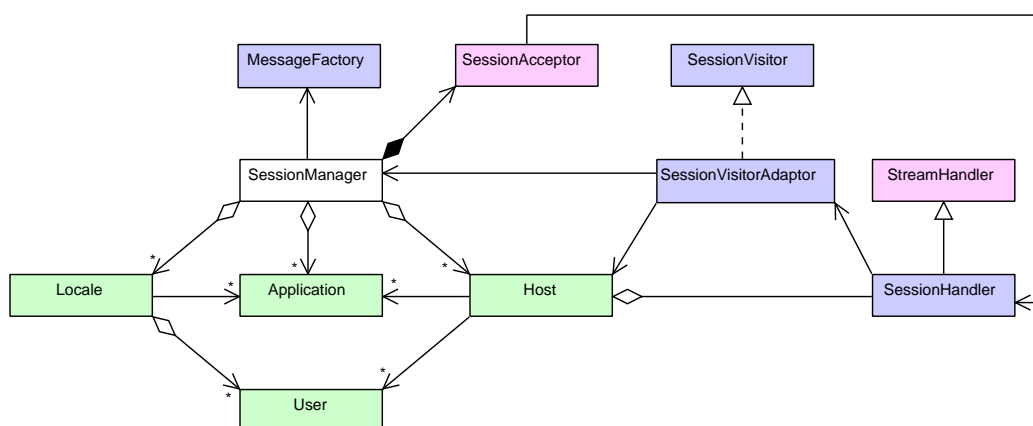 MessageFactory
SessionAcceptor
SessionVisitor
SessionManager
SessionVisitorAdaptor
StreamHandler
*
*
*
Locale
*
Application
*
Host
SessionHandler
*
*
User